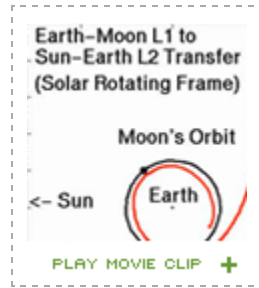 Earth-Moon L1 to
Sun-Earth L2 Transfer
(Solar Rotating Frame)
Moon's Orbit
<- Sun
Earth
PLAY MOVIE CLIP +